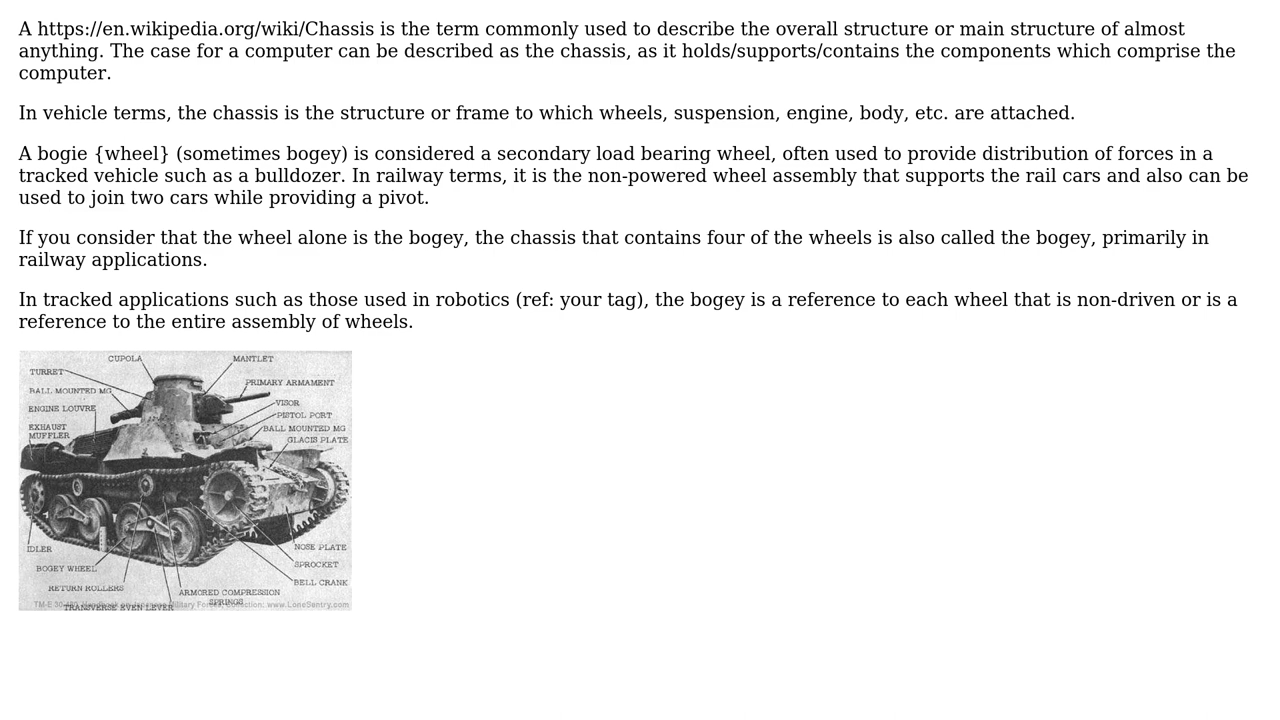 A https://en.wikipedia.org/wiki/Chassis is the term commonly used to describe the overall structure or main structure of almost
anything. The case for a computer can be described as the chassis, as it holds/supports/contains the components which comprise the
computer.
In vehicle terms, the chassis is the structure or frame to which wheels, suspension, engine, body, etc. are attached.
A bogie {wheel} (sometimes bogey) is considered a secondary load bearing wheel, often used to provide distribution of forces in a
tracked vehicle such as a bulldozer. In railway terms, it is the non-powered wheel assembly that supports the rail cars and also can be
used to join two cars while providing a pivot.
If you consider that the wheel alone is the bogey, the chassis that contains four of the wheels is also called the bogey, primarily in
railway applications.
In tracked applications such as those used in robotics (ref: your tag), the bogey is a reference to each wheel that is non-driven or is a
reference to the entire assembly of wheels.
CUPOLA
MANTLET
TURRET
PRIMARY ARMAMENT
BALL MOUNTED MG
VISOR
ENGINE LOUVRE
PISTOL PORT
EXHAUST
MUFFLER
BALL MOUNTED MG
GLACIS PLATE
IDLER
NOSE PLATE
BOGEY WHEEL
SPROCKET
RETURN ROLLERS
BELL CRANK
ARMORED COMPRESSION
SPRINGS
TRANSVERSE EVEN LEVER
TM-E 30-480 Military Forces, Collection: www.LoneSentry.com